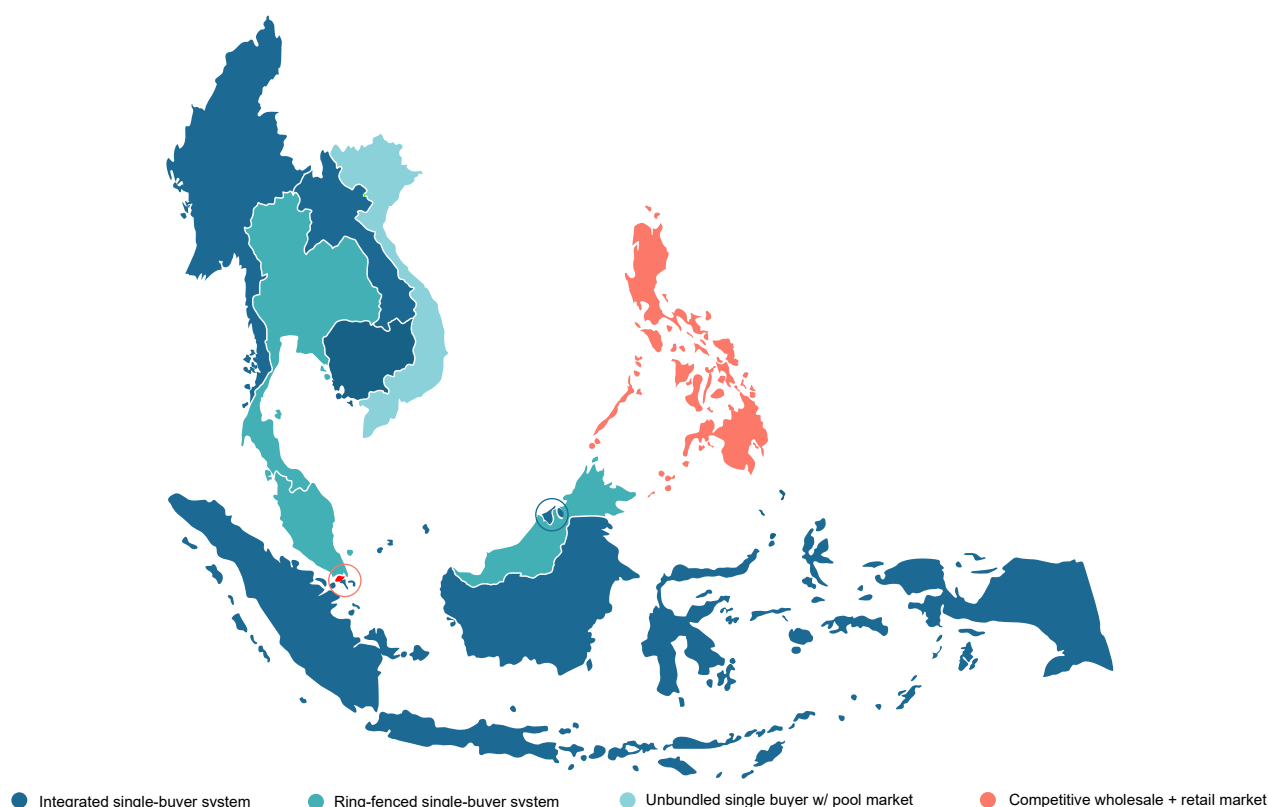 Integrated single-buyer system
Ring-fenced single-buyer system
Unbundled single buyer w/ pool market
Competitive wholesale + retail market